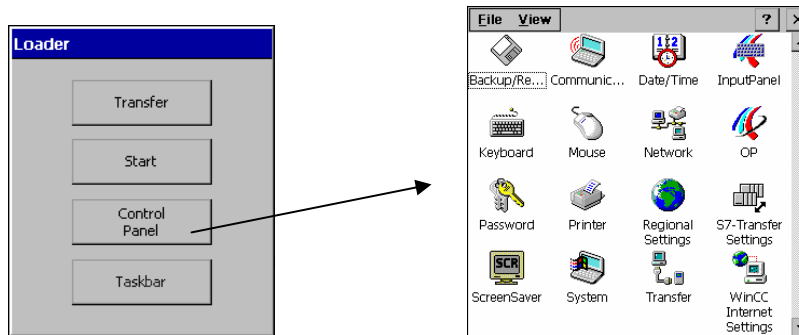 Loader
Transfer
Start
Control
Panel
Taskbar
File View ? ×
Backup/Re... Communic... Date/Time InputPanel
Keyboard Mouse Network OP
Password Printer Regional
Settings S7-Transfer
Settings
SCR
ScreenSaver System Transfer WinCC
Internet
Settings